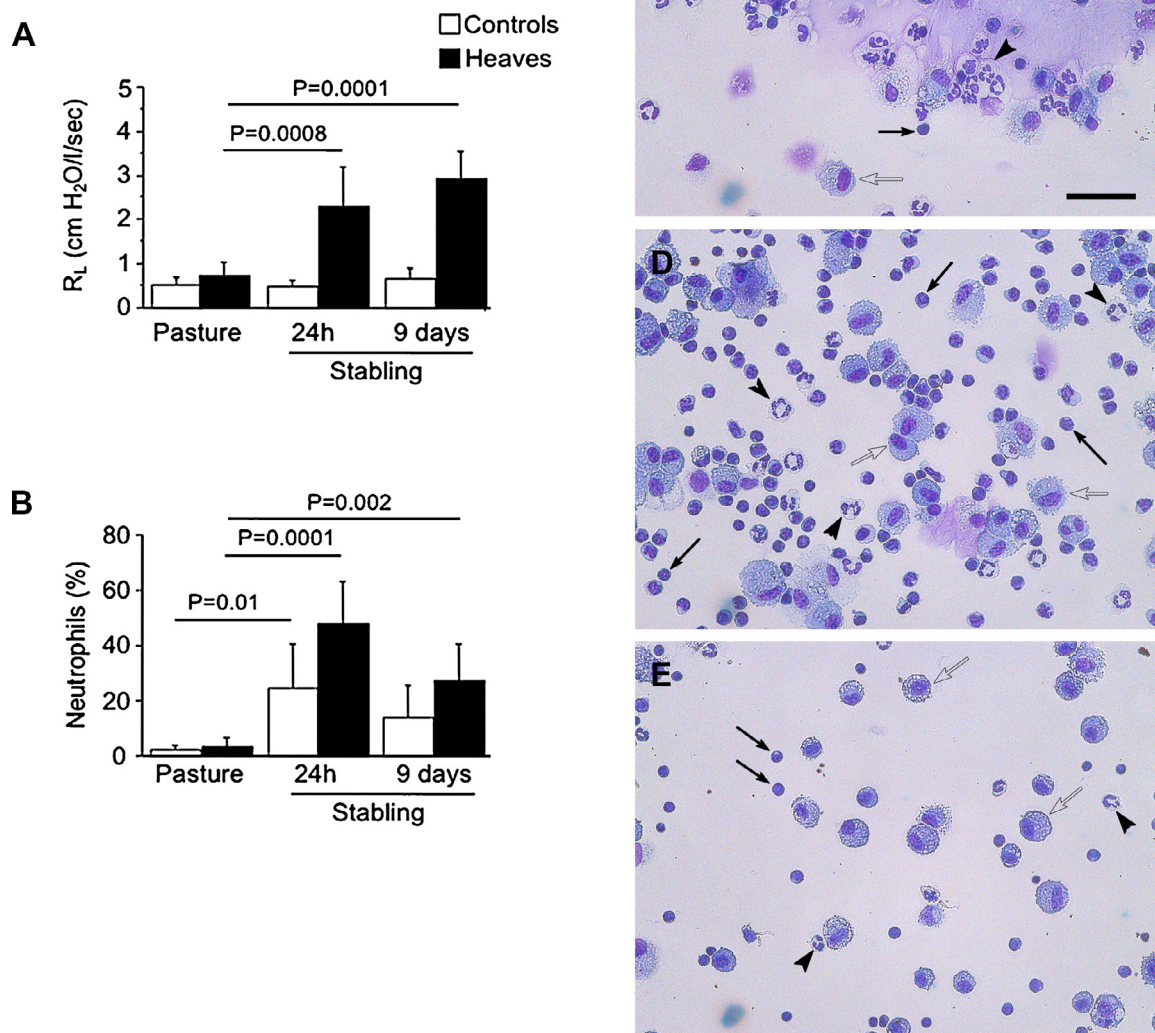 A
Controls
Heaves
P=0.0001
P=0.0008
5
4
3
2
1
0
R_L (cm H₂O/l/sec)
Pasture
24h
9 days
Stabling
B
P=0.002
P=0.0001
P=0.01
80
60
40
20
0
Neutrophils (%)
Pasture
24h
9 days
Stabling
D
E